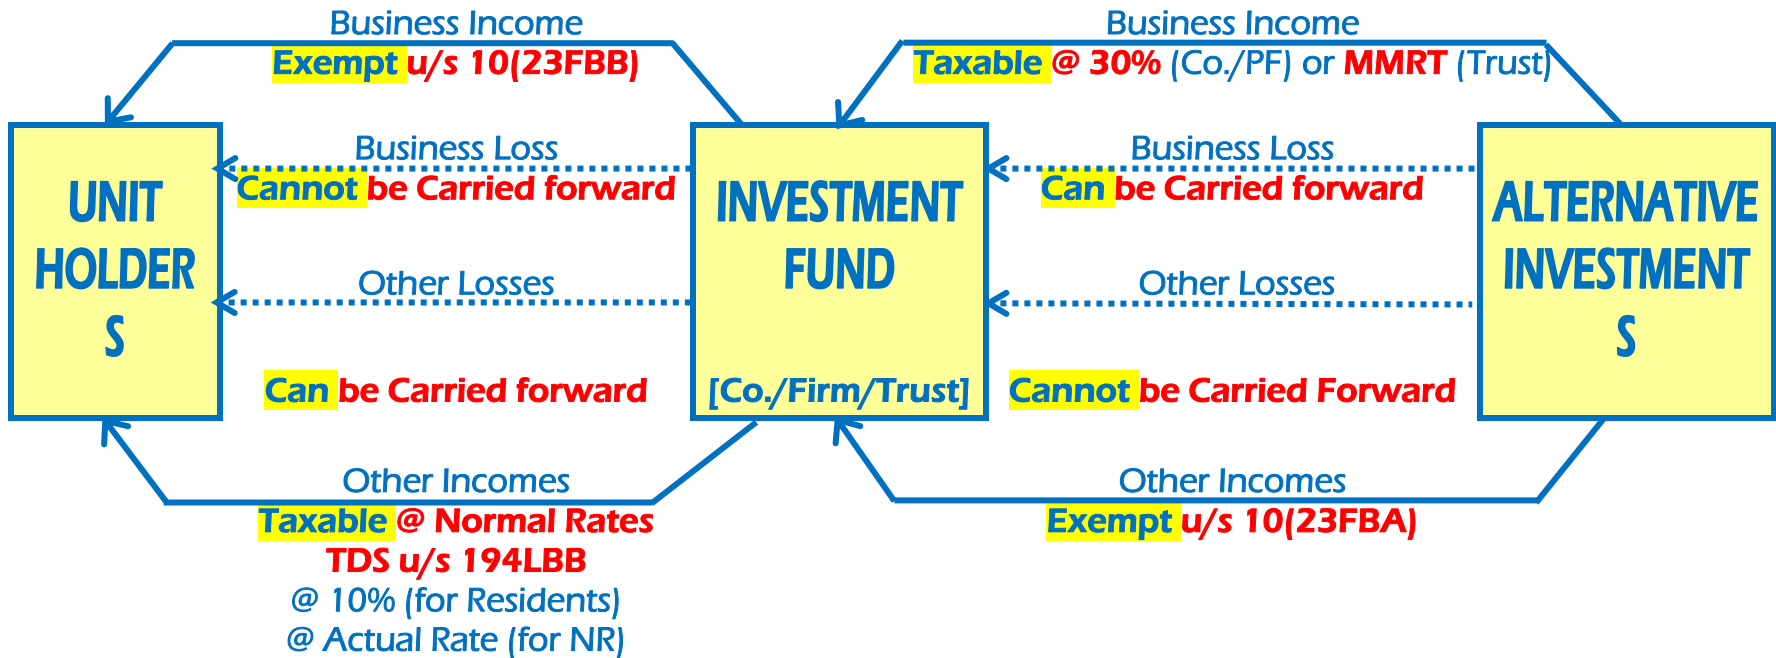 Business Income
Exempt u/s 10(23FBB)
Business Income
Taxable @ 30% (Co./PF) or MMRT (Trust)
UNIT
HOLDER
S
Business Loss
Cannot be Carried forward
Other Losses
Can be Carried forward
INVESTMENT
FUND
[Co./Firm/Trust]
Business Loss
Can be Carried forward
Other Losses
Cannot be Carried Forward
ALTERNATIVE
INVESTMENT
S
Other Incomes
Taxable @ Normal Rates
TDS u/s 194LBB
@ 10% (for Residents)
@ Actual Rate (for NR)
Other Incomes
Exempt u/s 10(23FBA)